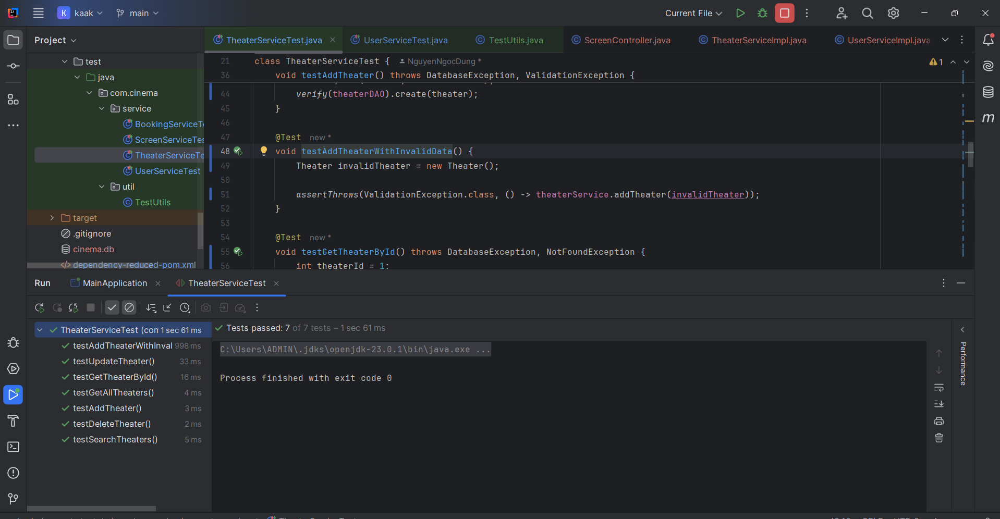 K kaak main Current File
Project
TheaterServiceTest.java UserServiceTest.java TestUtils.java ScreenController.java TheaterServiceImpl.java UserServiceImpl.java
test
java
com.cinema
service
BookingServiceTe
ScreenServiceTes
TheaterServiceTe
UserServiceTest
util
TestUtils
target
.gitignore
cinema.db
dependency-reduced-pom.xml
21 class TheaterServiceTest { NguyenNgocDung *
36 void testAddTheater() throws DatabaseException, ValidationException {
44 verify(theaterDAO).create(theater);
45 }
46
47 @Test new *
48 void testAddTheaterWithInvalidData() {
49 Theater invalidTheater = new Theater();
50
51 assertThrows(ValidationException.class, () -> theaterService.addTheater(invalidTheater));
52 }
53
54 @Test new *
55 void testGetTheaterById() throws DatabaseException, NotFoundException {
56 int theaterId = 1;
1
m
Run MainApplication TheaterServiceTest
TheaterServiceTest (com 1 sec 61 ms
testAddTheaterWithInval 998 ms
testUpdateTheater() 33 ms
testGetTheaterById() 16 ms
testGetAllTheaters() 4 ms
testAddTheater() 3 ms
testDeleteTheater() 2 ms
testSearchTheaters() 5 ms
Tests passed: 7 of 7 tests – 1 sec 61 ms
C:\Users\ADMIN\.jdks\openjdk-23.0.1\bin\java.exe ...
Process finished with exit code 0
Performance